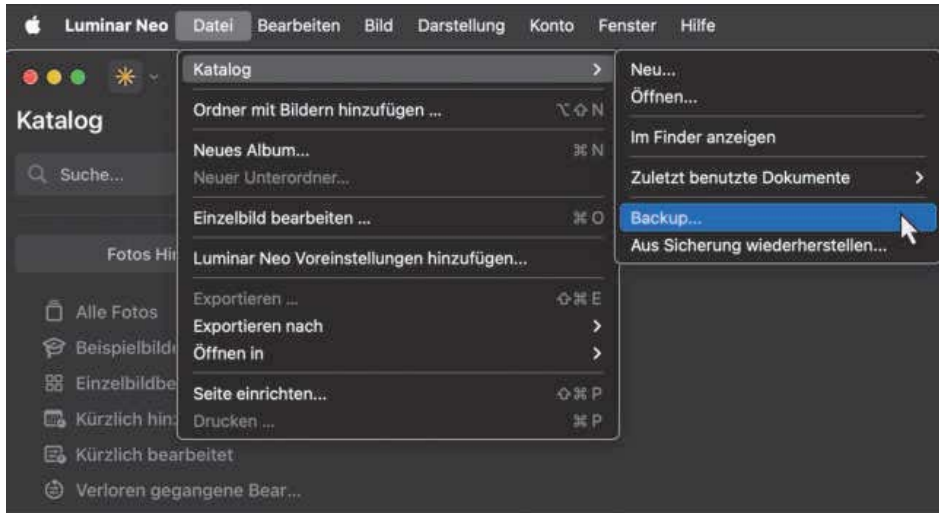 Luminar Neo Datei Bearbeiten Bild Darstellung Konto Fenster Hilfe
Katalog
Suche...
Fotos Hi
Alle Fotos
Beispielbild
Einzelbildbe
Kürzlich hin
Kürzlich bearbeitet
Verloren gegangene Bear...
Katalog >
Ordner mit Bildern hinzufügen ... ⌥⇧N
Neues Album... ⌘N
Neuer Unterordner...
Einzelbild bearbeiten ... ⌘O
Luminar Neo Voreinstellungen hinzufügen...
Exportieren ... ⇧⌘E
Exportieren nach >
Öffnen in >
Seite einrichten... ⇧⌘P
Drucken ... ⌘P
Neu...
Öffnen...
Im Finder anzeigen
Zuletzt benutzte Dokumente >
Backup...
Aus Sicherung wiederherstellen...